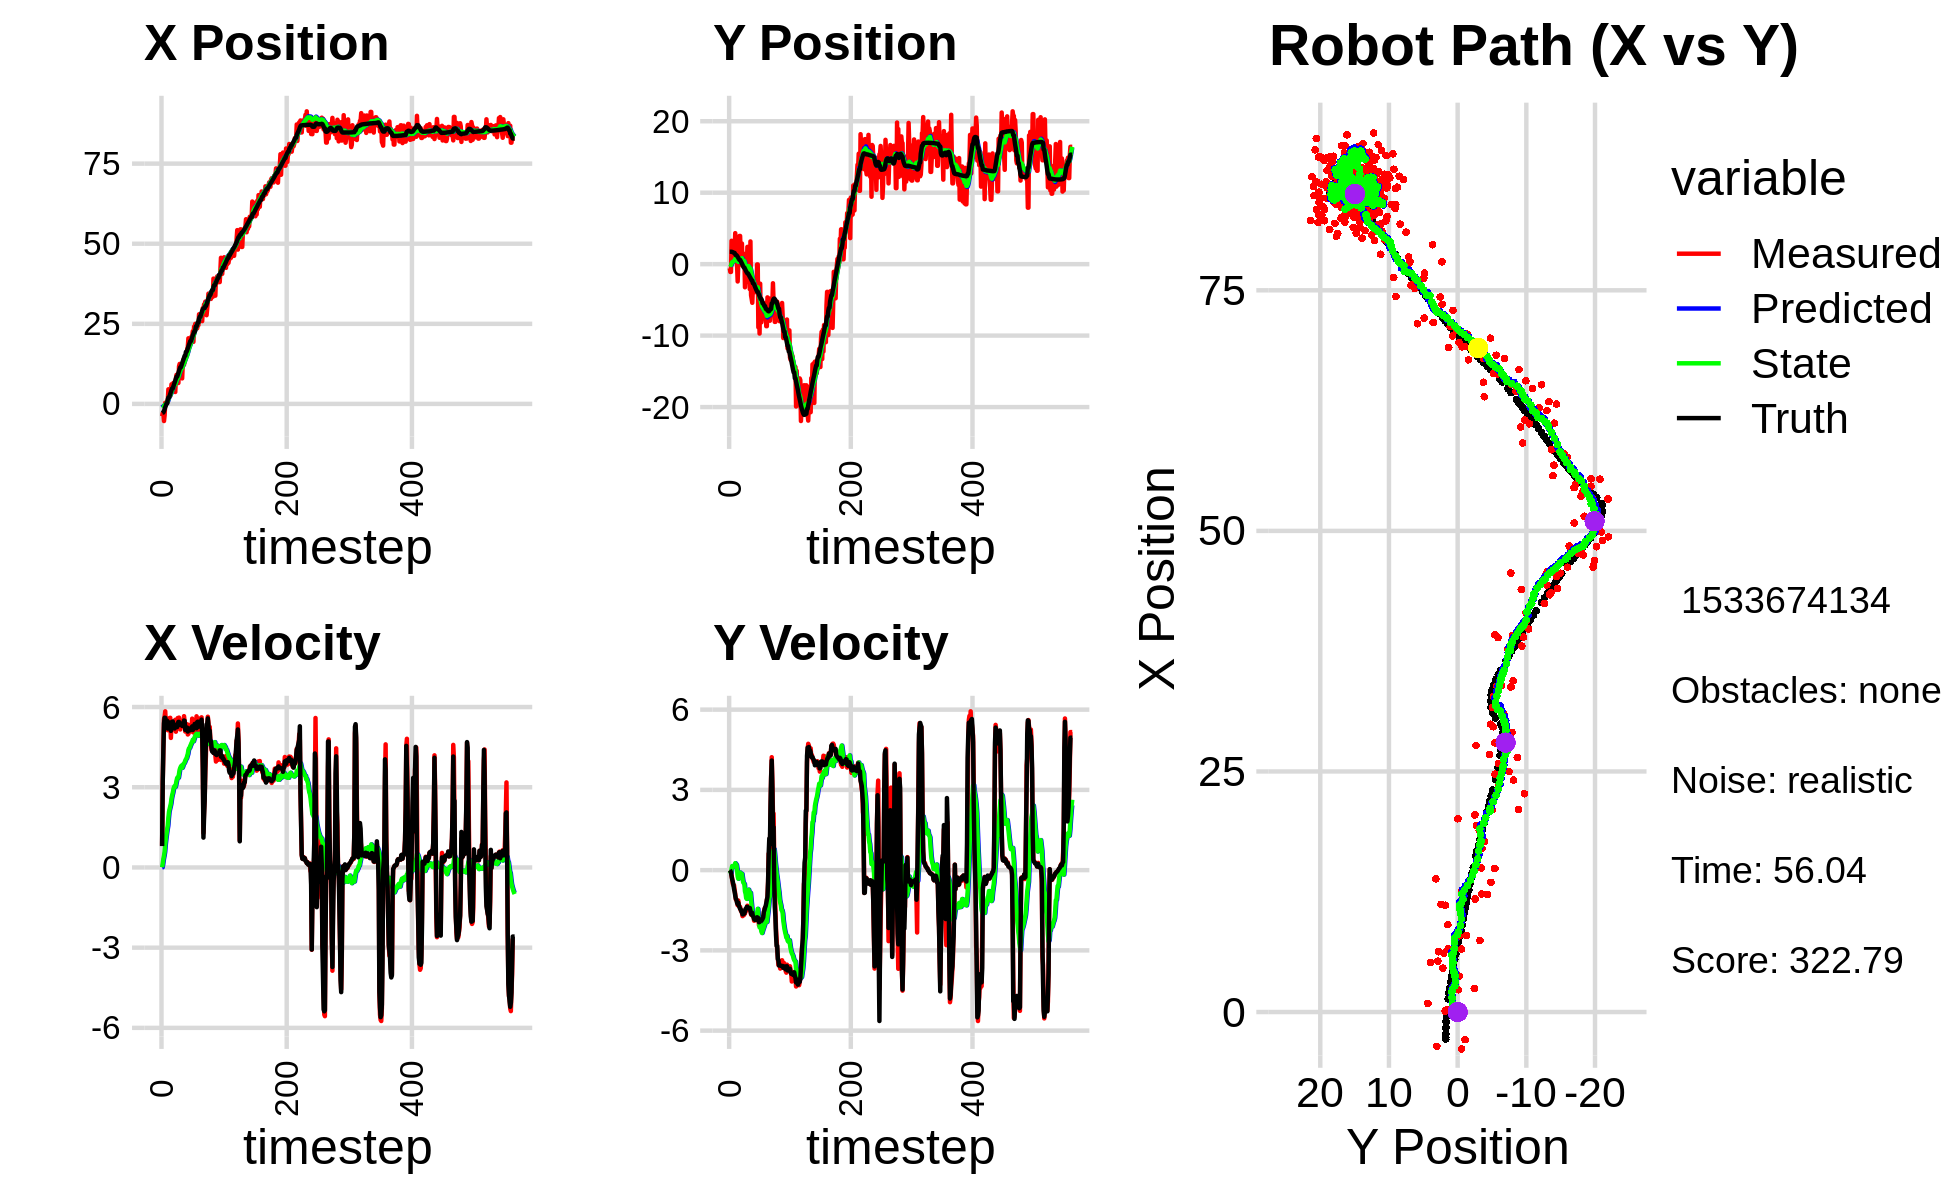 X Position
75
50
25
0
0
200
400
timestep
Y Position
20
10
0
-10
-20
0
200
400
timestep
X Velocity
6
3
0
-3
-6
0
200
400
timestep
Y Velocity
6
3
0
-3
-6
0
200
400
timestep
Robot Path (X vs Y)
X Position
75
50
25
0
20 10 0 -10 -20
Y Position
variable
Measured
Predicted
State
Truth
1533674134
Obstacles: none
Noise: realistic
Time: 56.04
Score: 322.79